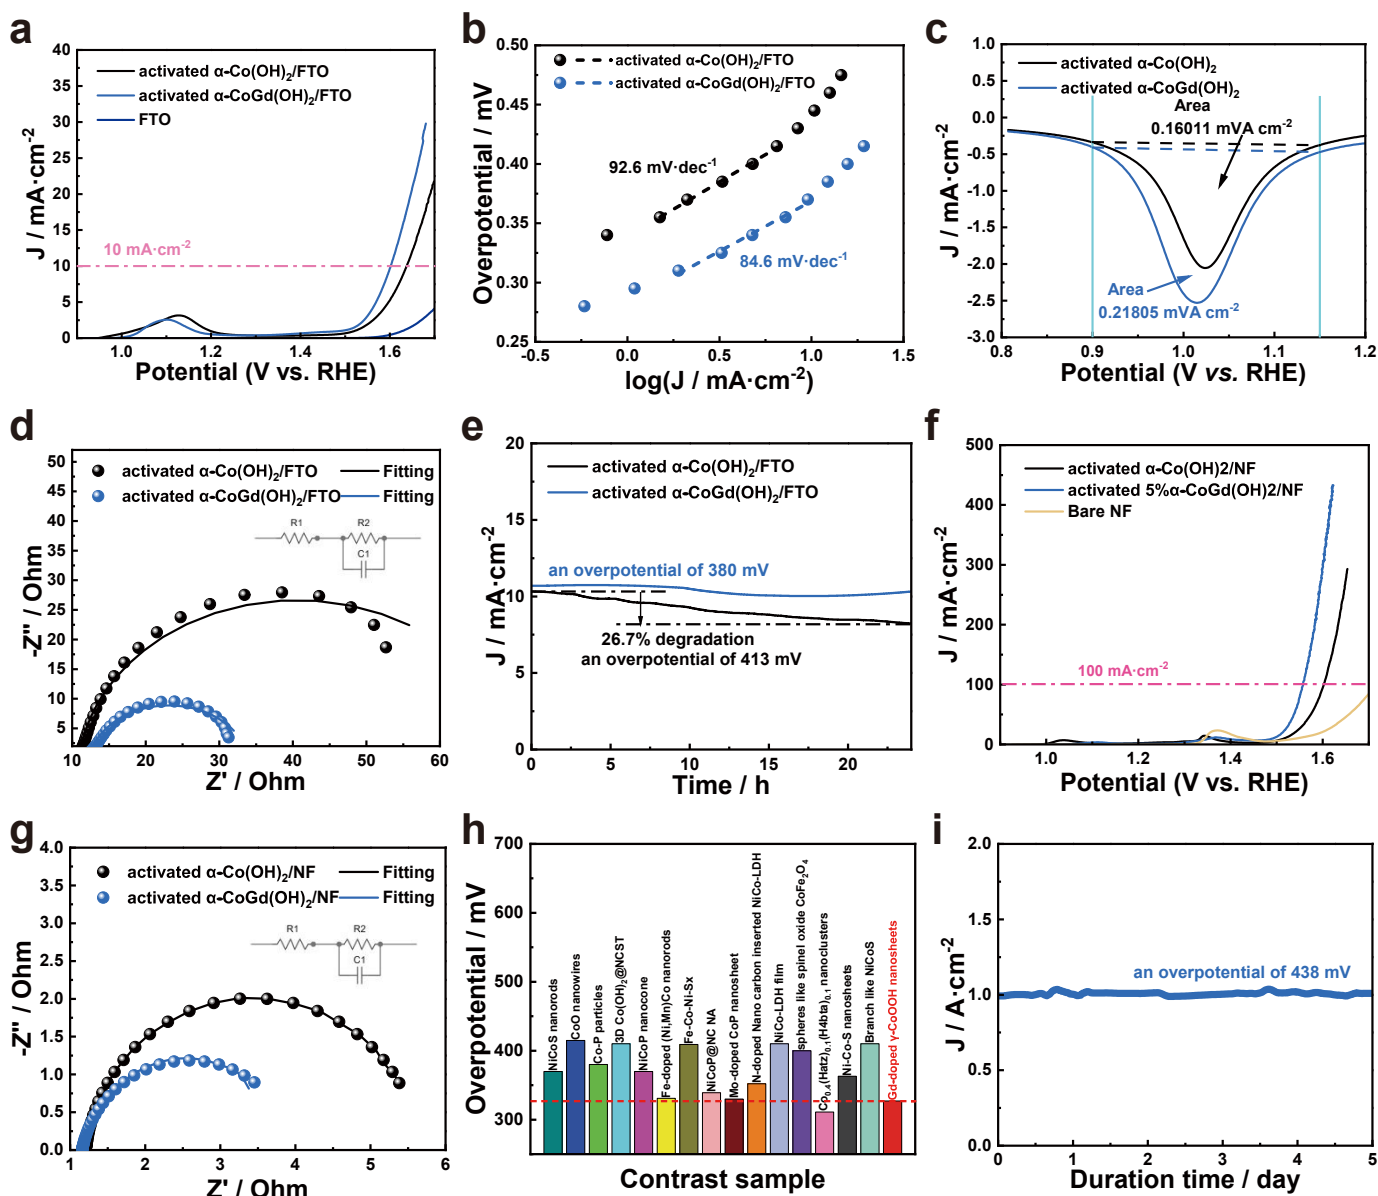 a
40
35
30
25
20
15
10
5
0
J / mA·cm-2
activated α-Co(OH)2/FTO
activated α-CoGd(OH)2/FTO
FTO
10 mA·cm-2
1.0
1.2
1.4
1.6
Potential (V vs. RHE)
b
0.50
0.45
0.40
0.35
0.30
0.25
Overpotential / mV
activated α-Co(OH)2/FTO
activated α-CoGd(OH)2/FTO
92.6 mV·dec-1
84.6 mV·dec-1
-0.5
0.0
0.5
1.0
1.5
log(J / mA·cm-2)
c
1.0
0.5
0.0
-0.5
-1.0
-1.5
-2.0
-2.5
-3.0
J / mA·cm-2
activated α-Co(OH)2
activated α-CoGd(OH)2
Area
0.16011 mVA cm-2
Area
0.21805 mVA cm-2
0.8
0.9
1.0
1.1
1.2
Potential (V vs. RHE)
d
50
45
40
35
30
25
20
15
10
5
-Z'' / Ohm
activated α-Co(OH)2/FTO
Fitting
activated α-CoGd(OH)2/FTO
Fitting
R1
R2
C1
10
20
30
40
50
60
Z' / Ohm
e
20
15
10
5
0
J / mA·cm-2
activated α-Co(OH)2/FTO
activated α-CoGd(OH)2/FTO
an overpotential of 380 mV
26.7% degradation
an overpotential of 413 mV
0
5
10
15
20
Time / h
f
500
400
300
200
100
0
J / mA·cm-2
activated α-Co(OH)2/NF
activated 5%α-CoGd(OH)2/NF
Bare NF
100 mA·cm-2
1.0
1.2
1.4
1.6
Potential (V vs. RHE)
g
4.0
3.5
3.0
2.5
2.0
1.5
1.0
0.5
0.0
-Z'' / Ohm
activated α-Co(OH)2/NF
Fitting
activated α-CoGd(OH)2/NF
Fitting
R1
R2
C1
1
2
3
4
5
6
Z' / Ohm
h
700
600
500
400
300
Overpotential / mV
NiCoS nanorods
CoO nanowires
Co-P particles
3D Co(OH)2@NCST
NiCoP nanocone
Fe-doped (Ni,Mn)Co nanorods
Fe-Co-Ni-Sx
NiCoP@NC NA
Mo-doped CoP nanosheet
N-doped Nano carbon inserted NiCo-LDH
NiCo-LDH film
spheres like spinel oxide CoFe2O4
Co0.4(Hatz)0.1(H4bta)0.1 nanoclusters
Ni-Co-S nanosheets
Branch like NiCoS
Gd-doped γ-CoOOH nanosheets
Contrast sample
i
2.0
1.5
1.0
0.5
0.0
J / A·cm-2
an overpotential of 438 mV
0
1
2
3
4
5
Duration time / day